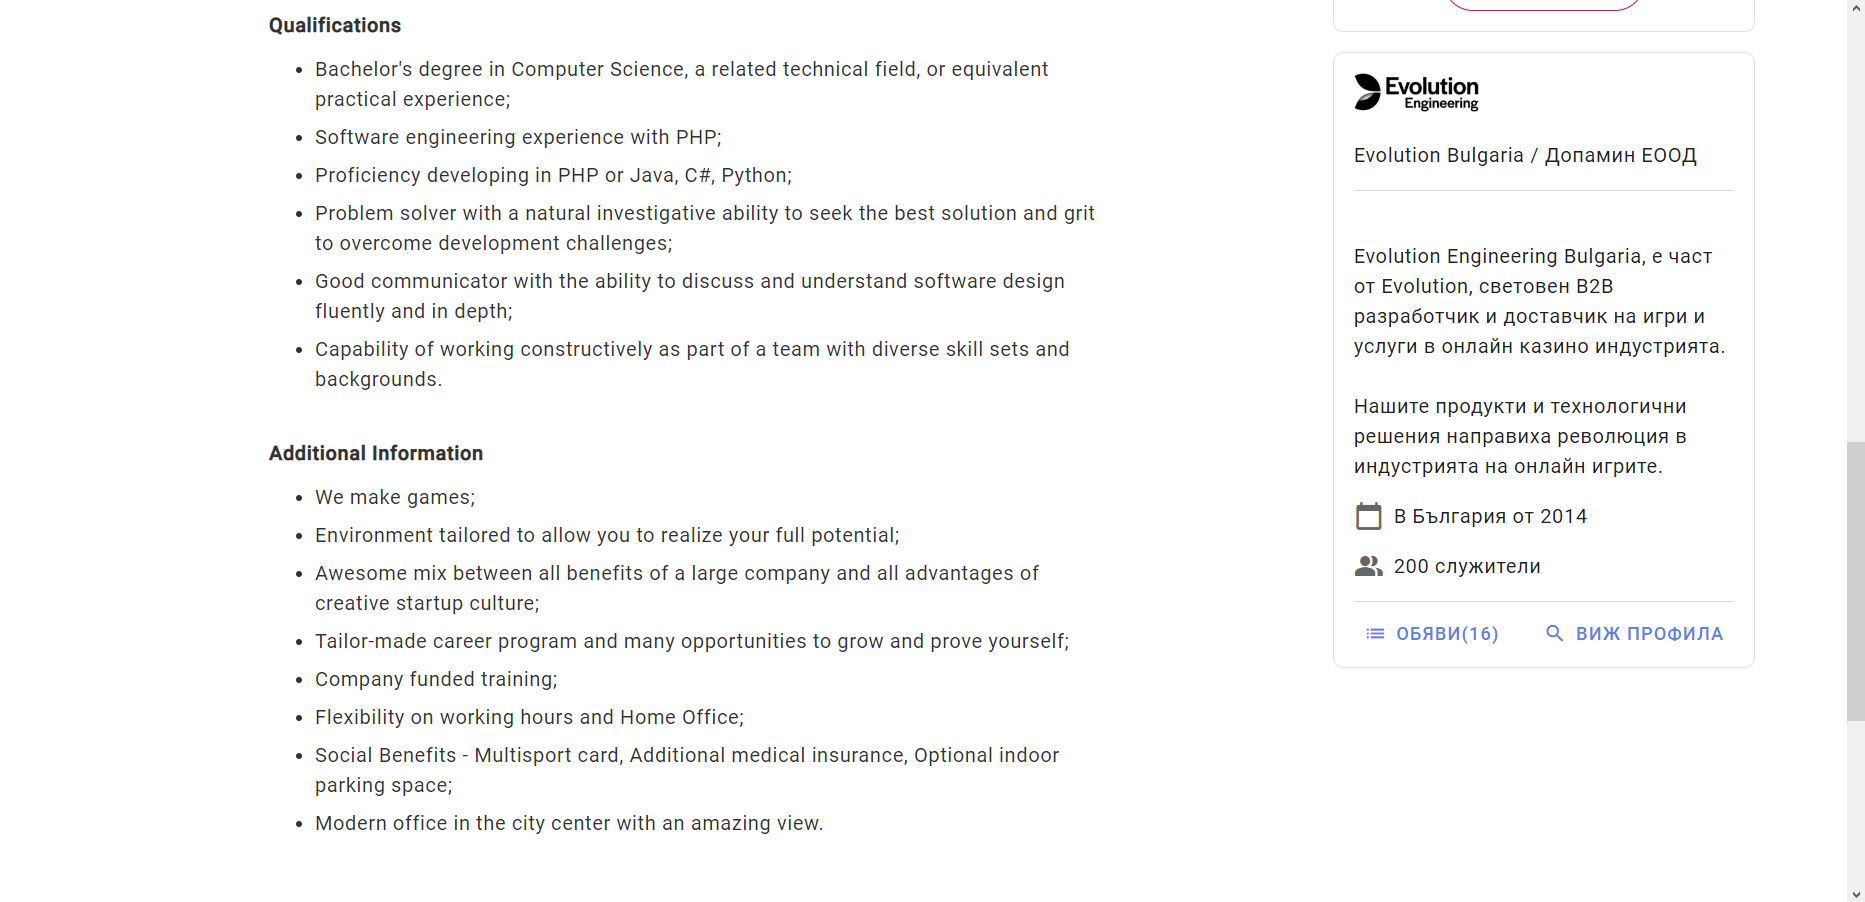 Qualifications
Bachelor's degree in Computer Science, a related technical field, or equivalent
practical experience;
Software engineering experience with PHP;
Proficiency developing in PHP or Java, C#, Python;
Problem solver with a natural investigative ability to seek the best solution and grit
to overcome development challenges;
Good communicator with the ability to discuss and understand software design
fluently and in depth;
Capability of working constructively as part of a team with diverse skill sets and
backgrounds.
Additional Information
We make games;
Environment tailored to allow you to realize your full potential;
Awesome mix between all benefits of a large company and all advantages of
creative startup culture;
Tailor-made career program and many opportunities to grow and prove yourself;
Company funded training;
Flexibility on working hours and Home Office;
Social Benefits - Multisport card, Additional medical insurance, Optional indoor
parking space;
Modern office in the city center with an amazing view.
Evolution
Engineering
Evolution Bulgaria / Допамин ЕООД
Evolution Engineering Bulgaria, е част
от Evolution, световен B2B
разработчик и доставчик на игри и
услуги в онлайн казино индустрията.
Нашите продукти и технологични
решения направиха революция в
индустрията на онлайн игрите.
В България от 2014
200 служители
ОБЯВИ(16) ВИЖ ПРОФИЛА